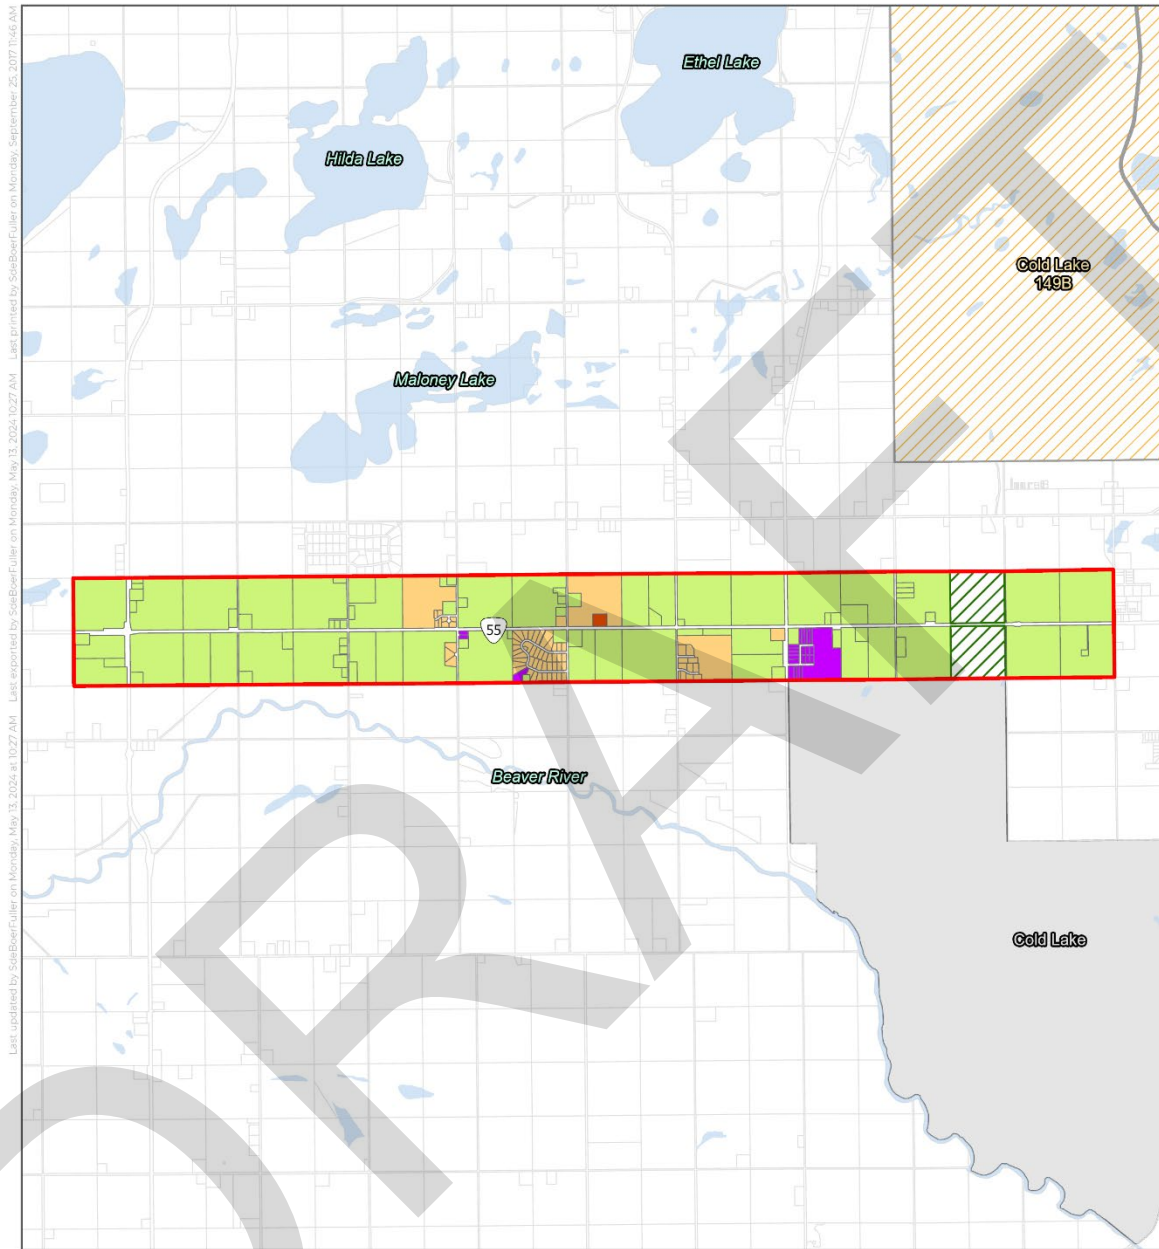 Ethel Lake
Hilda Lake
Cold Lake
149B
Maloney Lake
55
Beaver River
Cold Lake
DRAFT
Last updated by SdeBoerFuller on Monday, May 13, 2024 at 10:27 AM Last exported by SdeBoerFuller on Monday, May 13, 2024 10:27 AM Last printed by SdeBoerFuller on Monday, September 25, 2017 11:46 AM